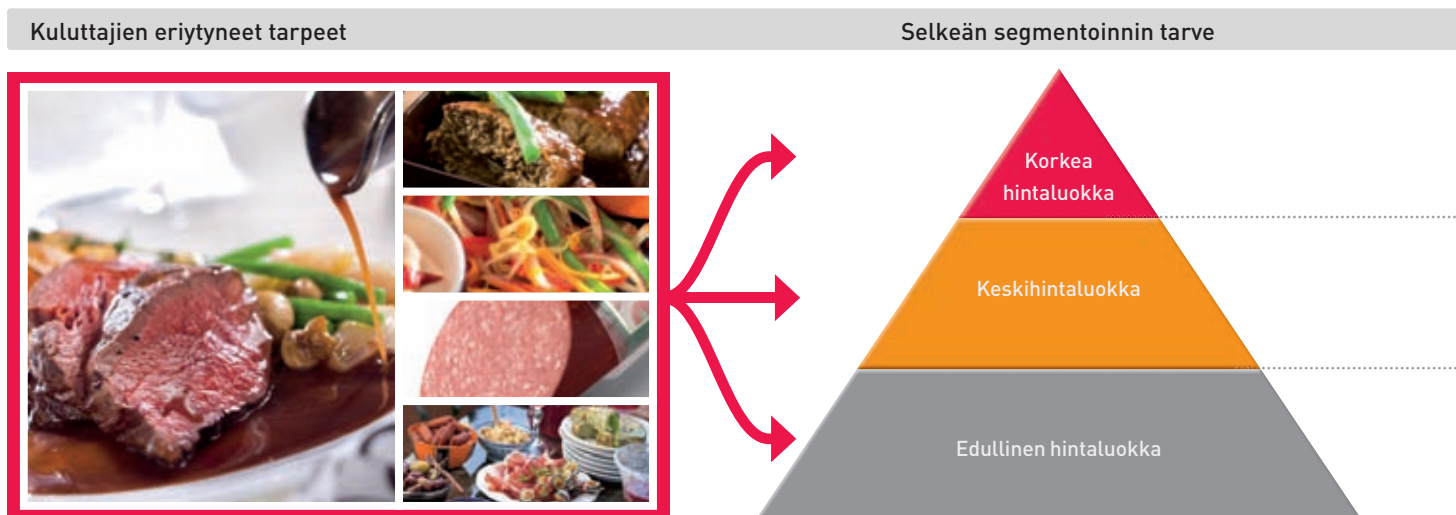 Kuluttajien eriytyneet tarpeet
Selkeän segmentoinnin tarve
Korkea
hintaluokka
Keskihintaluokka
Edullinen hintaluokka